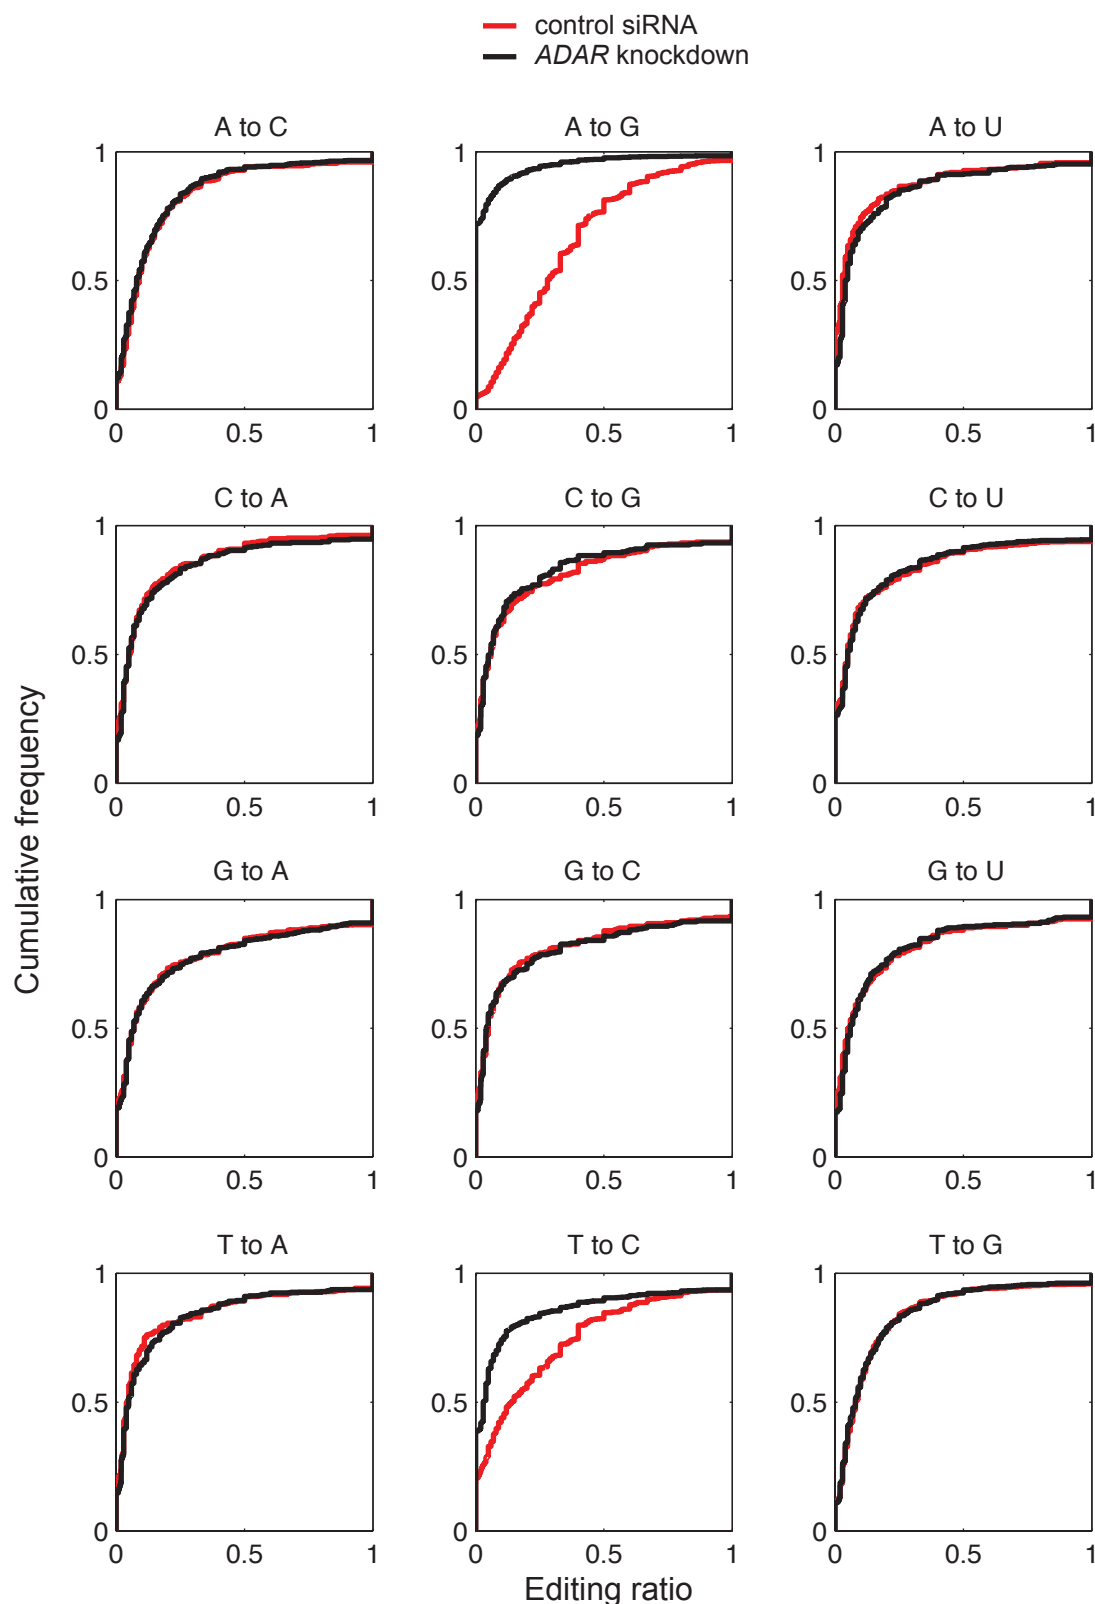 control siRNA
ADAR knockdown
A to C
A to G
A to U
1
0.5
0
0 0.5 1
1
0.5
0
0 0.5 1
1
0.5
0
0 0.5 1
C to A
C to G
C to U
1
0.5
0
0 0.5 1
1
0.5
0
0 0.5 1
1
0.5
0
0 0.5 1
Cumulative frequency
G to A
G to C
G to U
1
0.5
0
0 0.5 1
1
0.5
0
0 0.5 1
1
0.5
0
0 0.5 1
T to A
T to C
T to G
1
0.5
0
0 0.5 1
1
0.5
0
0 0.5 1
1
0.5
0
0 0.5 1
Editing ratio